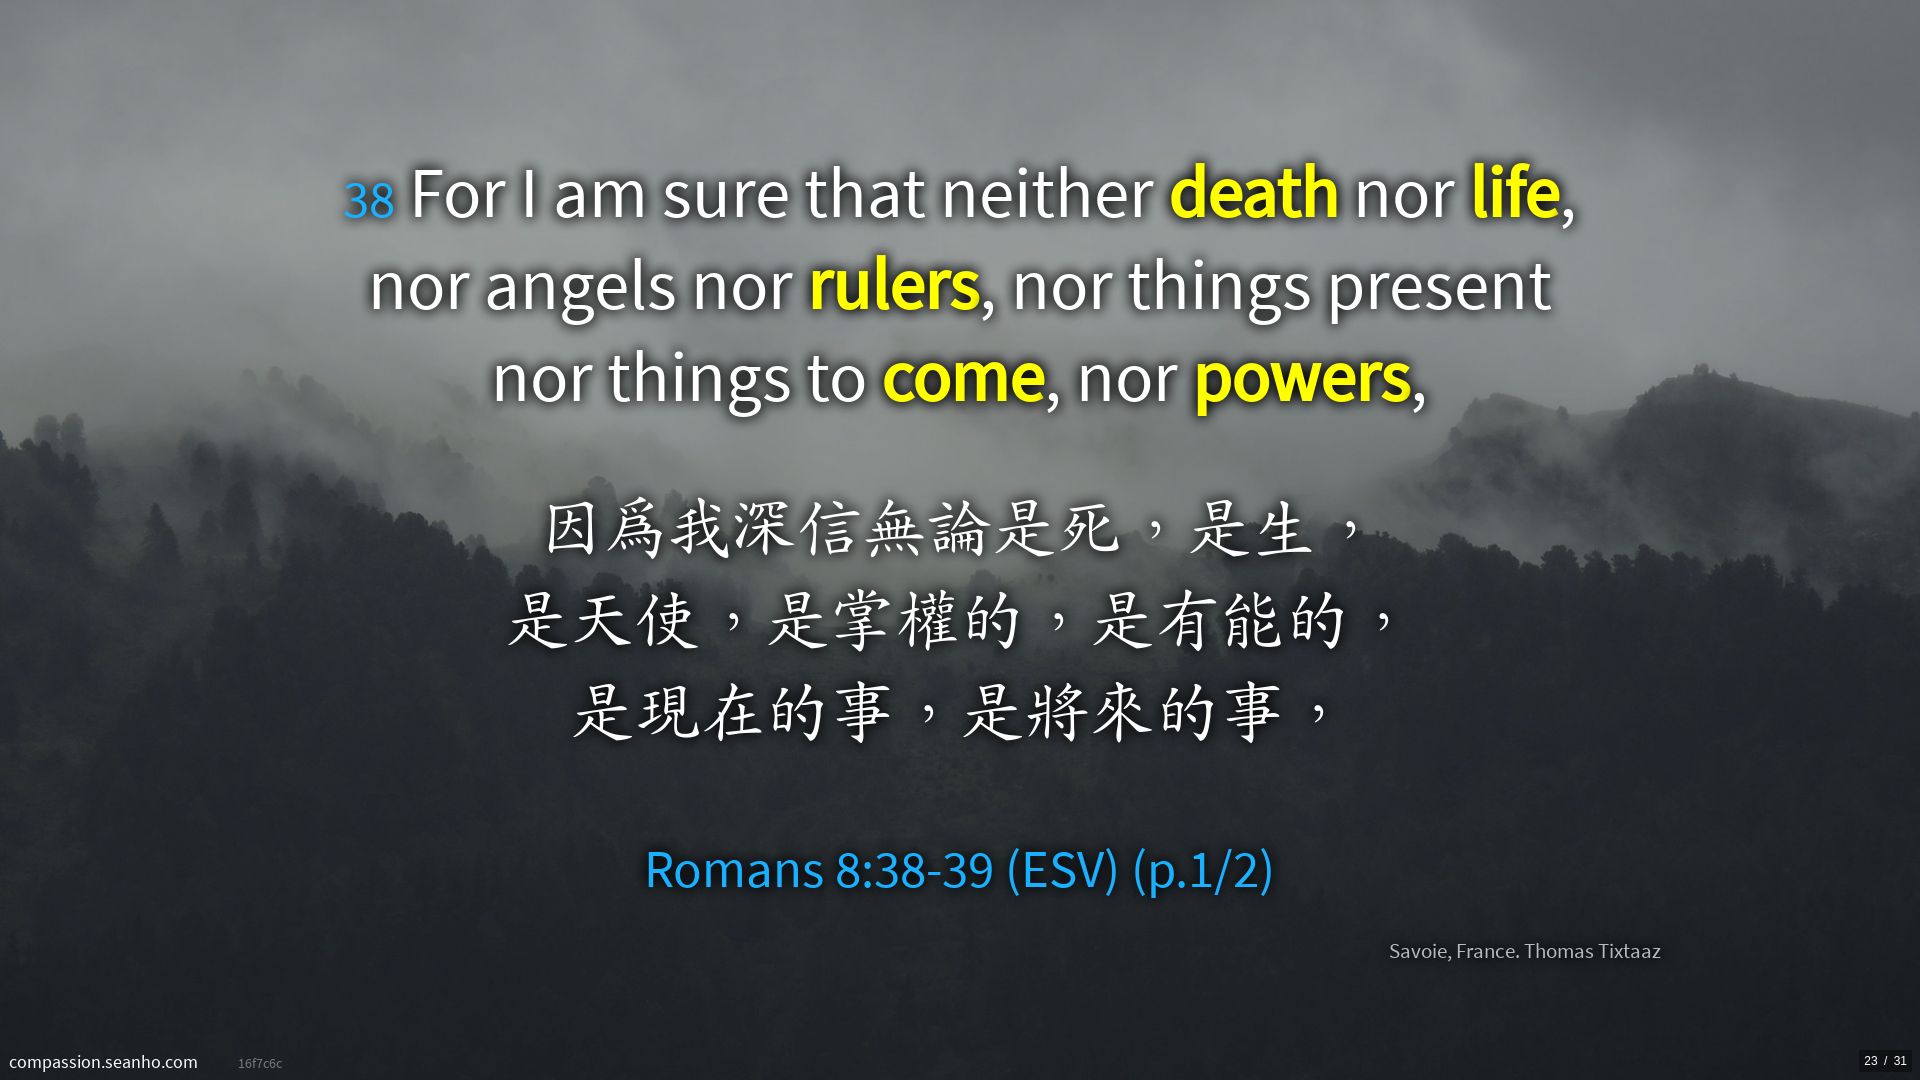 38 For I am sure that neither death nor life,
nor angels nor rulers, nor things present
nor things to come, nor powers,
因爲我深信無論是死，是生，
是天使，是掌權的，是有能的，
是現在的事，是將來的事，
Romans 8:38-39 (ESV) (p.1/2)
Savoie, France. Thomas Tixtaaz
compassion.seanho.com 16f7c6c
23 / 31